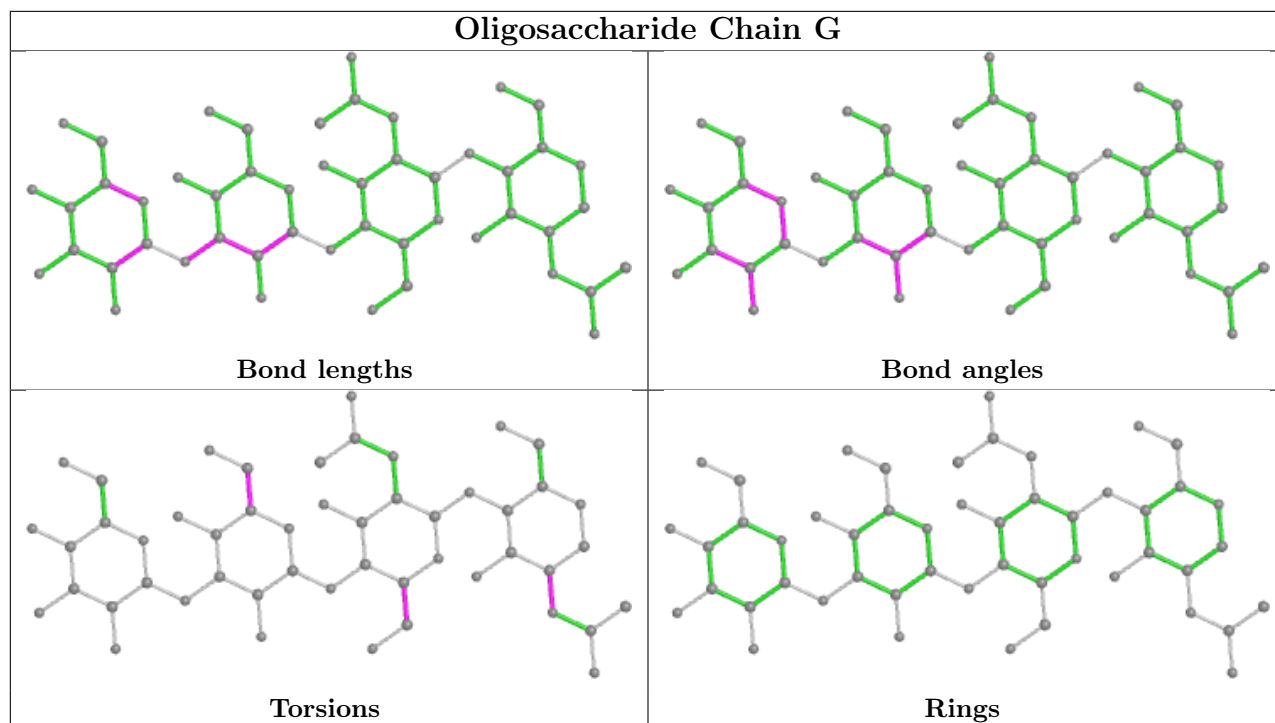 Oligosaccharide Chain G
Bond lengths
Bond angles
Torsions
Rings